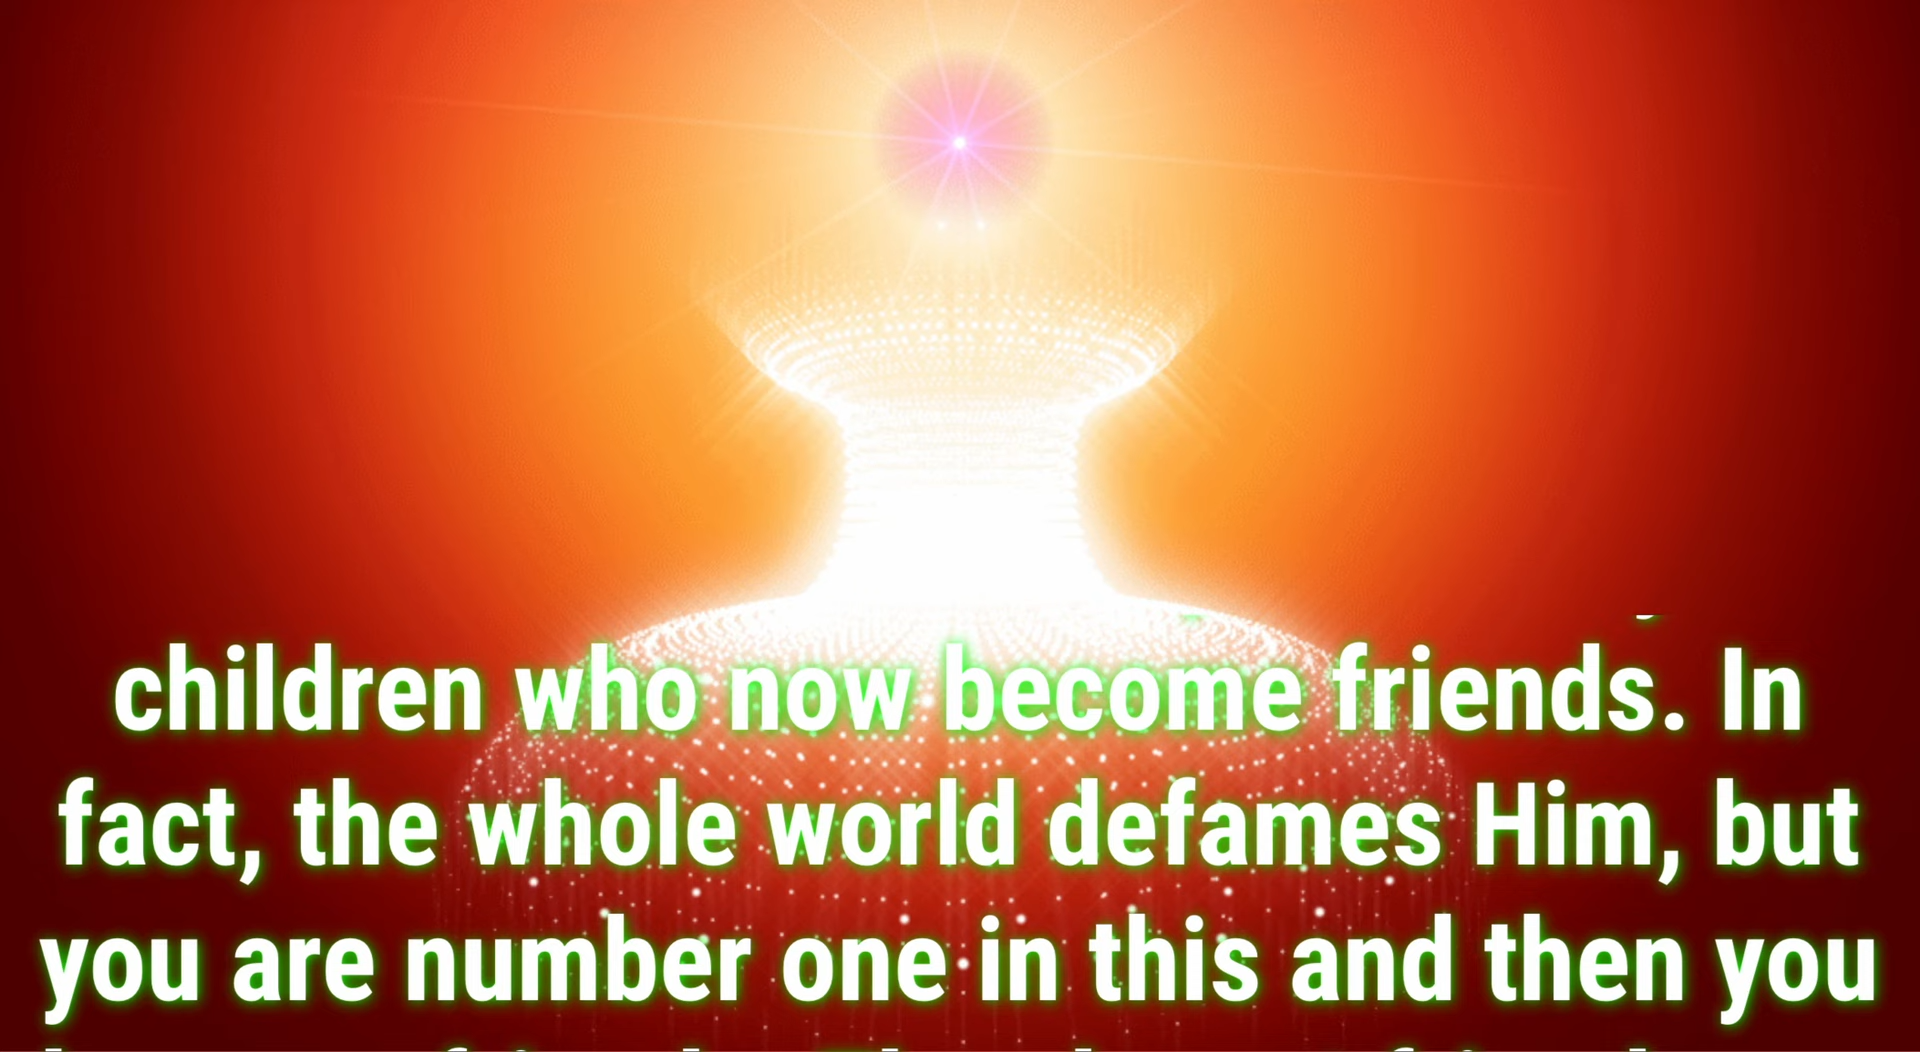 children who now become friends. In
fact, the whole world defames Him, but
you are number one in this and then you